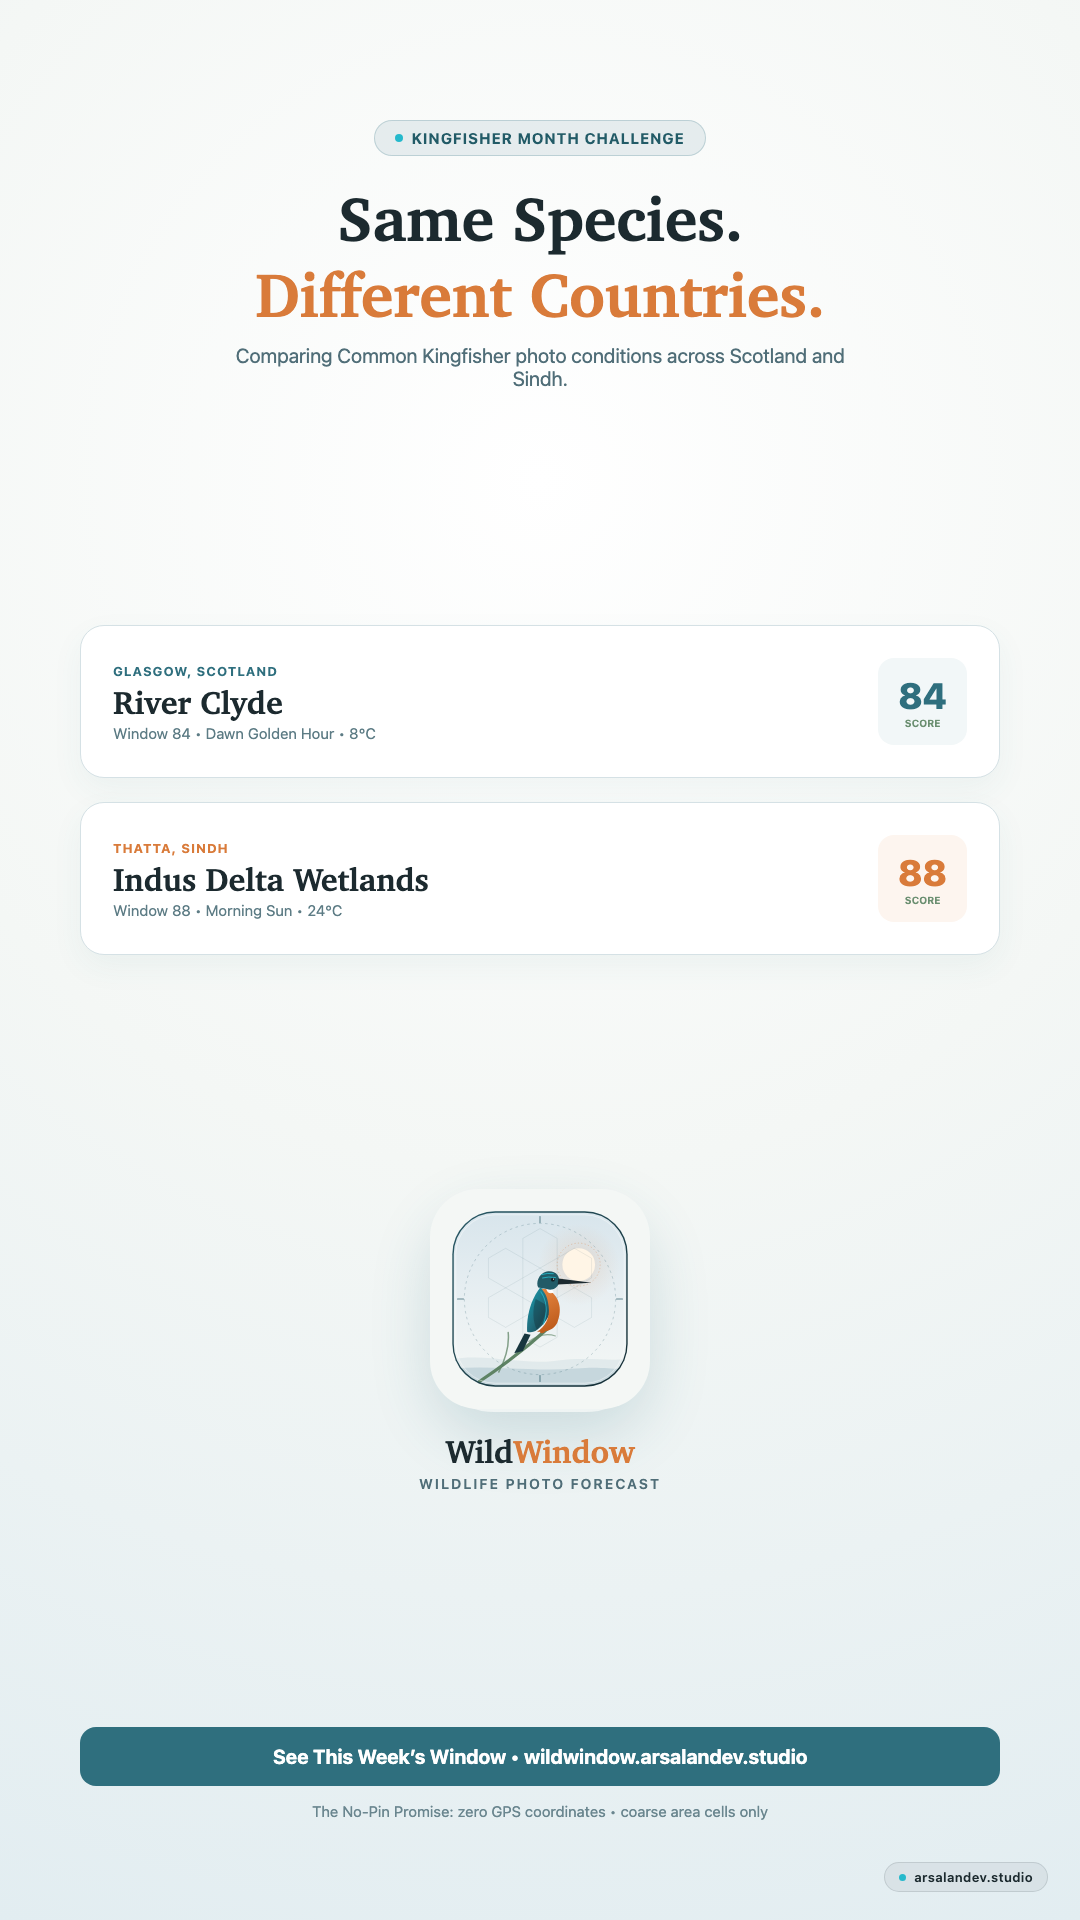 KINGFISHER MONTH CHALLENGE
Same Species.
Different Countries.
Comparing Common Kingfisher photo conditions across Scotland and
Sindh.
GLASGOW, SCOTLAND
River Clyde
Window 84 • Dawn Golden Hour • 8°C
84
SCORE
THATTA, SINDH
Indus Delta Wetlands
Window 88 • Morning Sun • 24°C
88
SCORE
WildWindow
WILDLIFE PHOTO FORECAST
See This Week’s Window • wildwindow.arsalandev.studio
The No-Pin Promise: zero GPS coordinates • coarse area cells only
arsalandev.studio